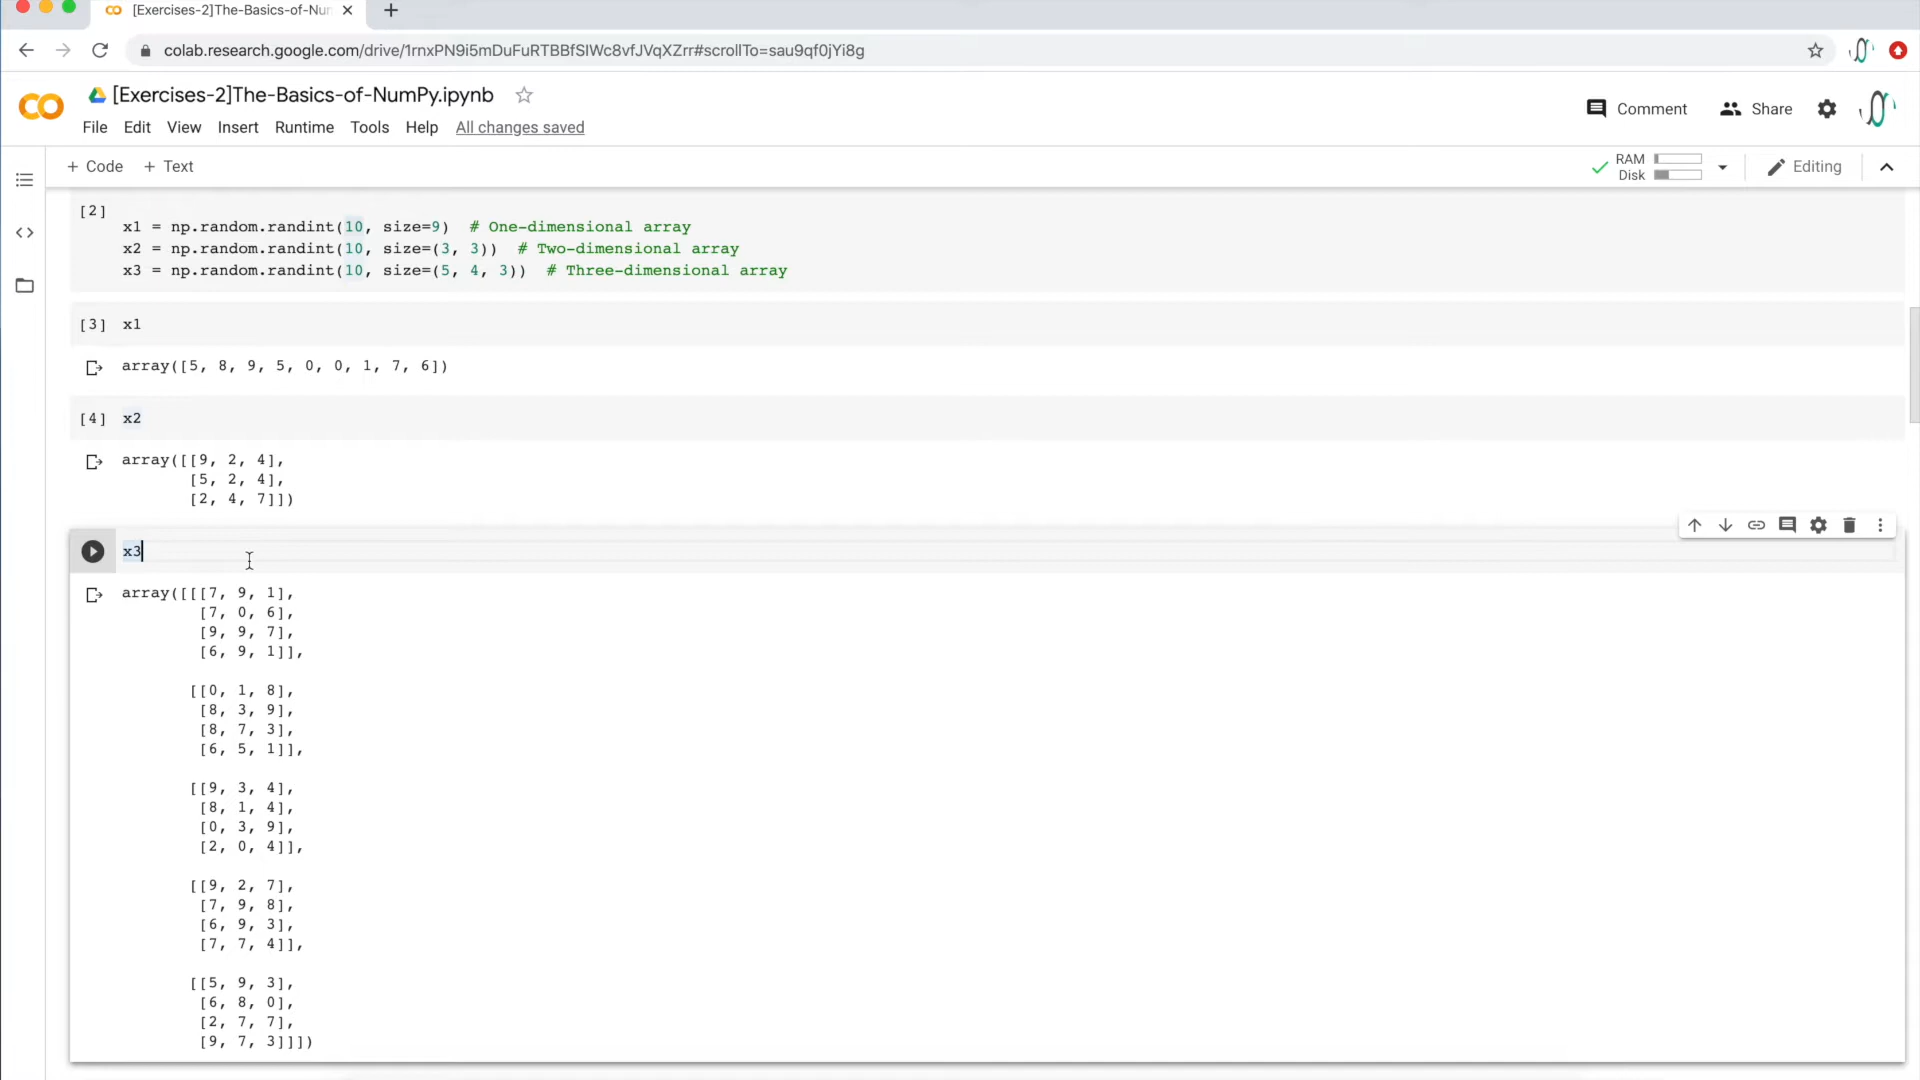 [Exercises-2]The-Basics-of-Nun
colab.research.google.com/drive/1rnxPN9i5mDuFuRTBBfSIWc8vfJVqXZrr#scrollTo=sau9qf0jYi8g
[Exercises-2]The-Basics-of-NumPy.ipynb
Comment Share
File Edit View Insert Runtime Tools Help All changes saved
+ Code + Text
RAM
Disk
Editing
[2]
x1 = np.random.randint(10, size=9)  # One-dimensional array
x2 = np.random.randint(10, size=(3, 3))  # Two-dimensional array
x3 = np.random.randint(10, size=(5, 4, 3))  # Three-dimensional array
[3] x1
array([5, 8, 9, 5, 0, 0, 1, 7, 6])
[4] x2
array([[9, 2, 4],
[5, 2, 4],
[2, 4, 7]])
x3
array([[[7, 9, 1],
[7, 0, 6],
[9, 9, 7],
[6, 9, 1]],
[[0, 1, 8],
[8, 3, 9],
[8, 7, 3],
[6, 5, 1]],
[[9, 3, 4],
[8, 1, 4],
[0, 3, 9],
[2, 0, 4]],
[[9, 2, 7],
[7, 9, 8],
[6, 9, 3],
[7, 7, 4]],
[[5, 9, 3],
[6, 8, 0],
[2, 7, 7],
[9, 7, 3]]])